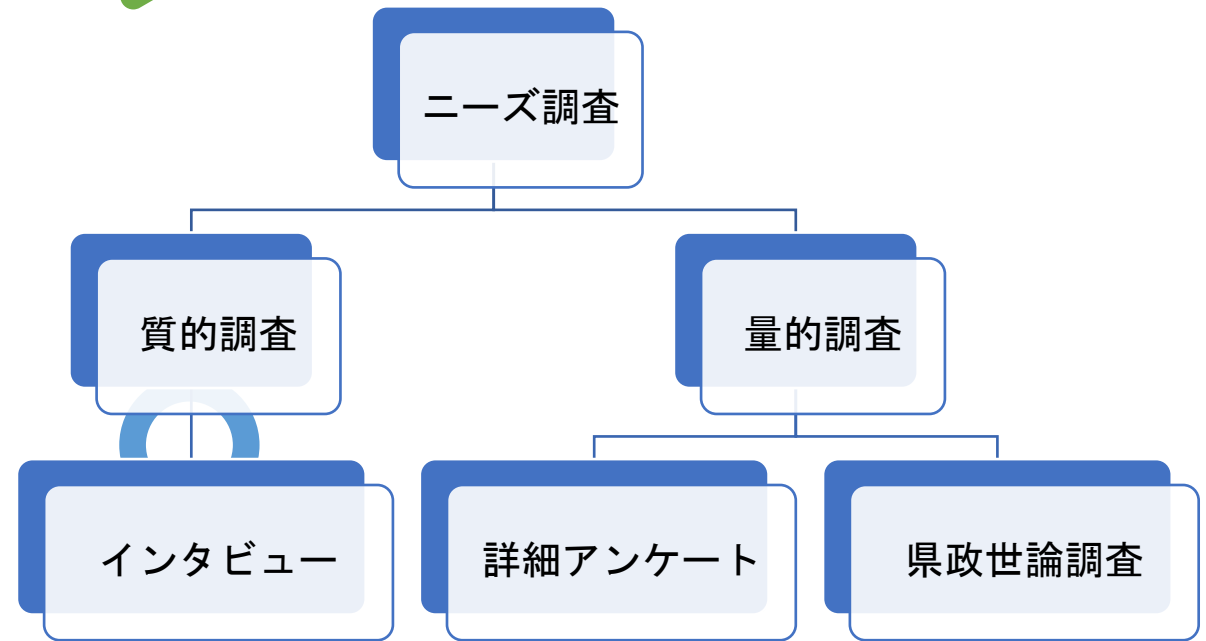 ニーズ調査
質的調査
量的調査
インタビュー
詳細アンケート
県政世論調査